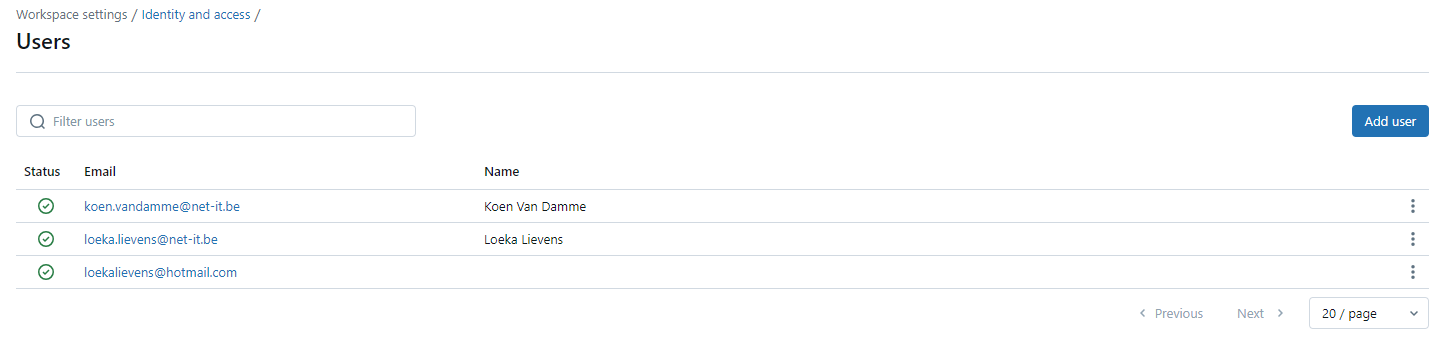 Workspace settings / Identity and access /
Users
Filter users
Add user
Status Email Name
koen.vandamme@net-it.be Koen Van Damme
loeka.lievens@net-it.be Loeka Lievens
loekalievens@hotmail.com
Previous Next 20 / page